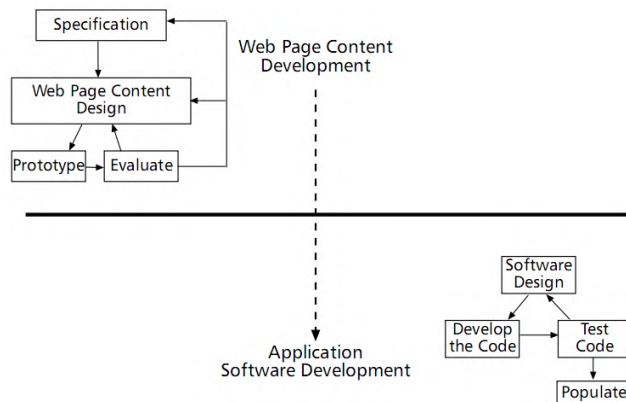 Specification
Web Page Content
Design
Prototype
Evaluate
Web Page Content
Development
Software
Design
Develop
the Code
Test
Code
Populate
Application
Software Development